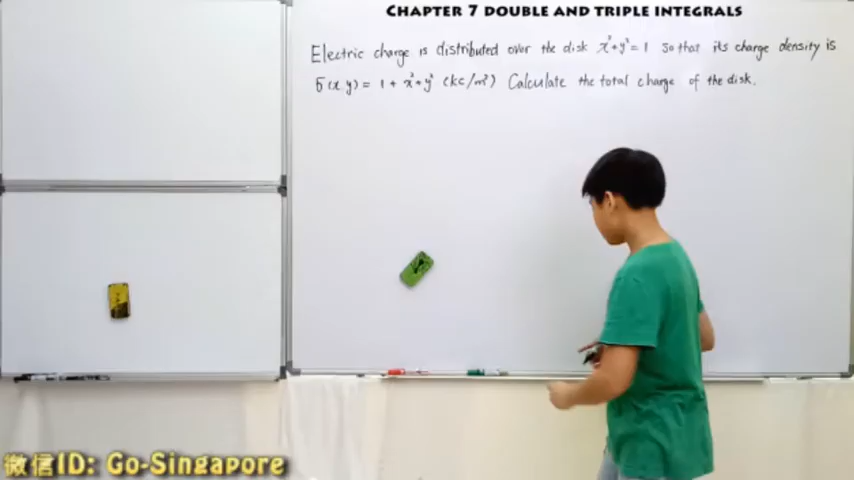 CHAPTER 7 DOUBLE AND TRIPLE INTEGRALS
Electric charge is distributed over the disk x²+y²=1 so that its charge density is
σ(x,y)= 1 + x²+y² (kc/m²) Calculate the total charge of the disk.
微信ID: Go-Singapore